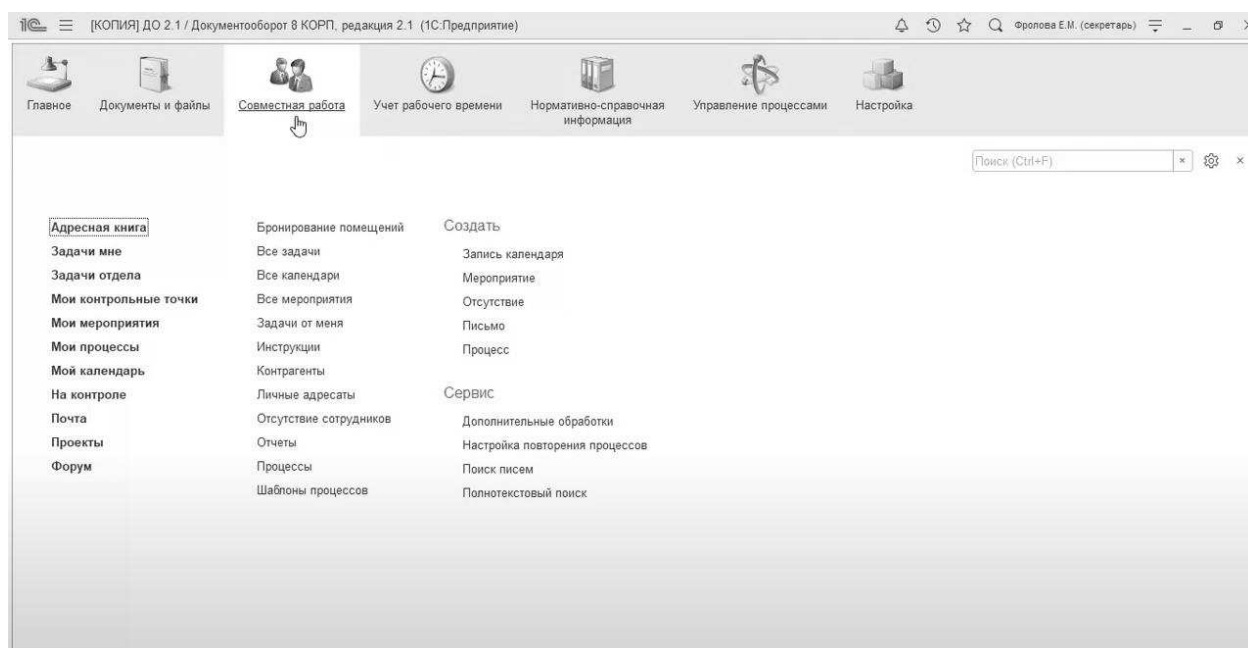 1С [КОПИЯ] ДО 2.1 / Документооборот 8 КОРП, редакция 2.1 (1С:Предприятие) Фролова Е.М. (секретарь)
Главное
Документы и файлы
Совместная работа
Учет рабочего времени
Нормативно-справочная
информация
Управление процессами
Настройка
Поиск (Ctrl+F)
Адресная книга
Задачи мне
Задачи отдела
Мои контрольные точки
Мои мероприятия
Мои процессы
Мой календарь
На контроле
Почта
Проекты
Форум
Бронирование помещений
Все задачи
Все календари
Все мероприятия
Задачи от меня
Инструкции
Контрагенты
Личные адресаты
Отсутствие сотрудников
Отчеты
Процессы
Шаблоны процессов
Создать
Запись календаря
Мероприятие
Отсутствие
Письмо
Процесс
Сервис
Дополнительные обработки
Настройка повторения процессов
Поиск писем
Полнотекстовый поиск